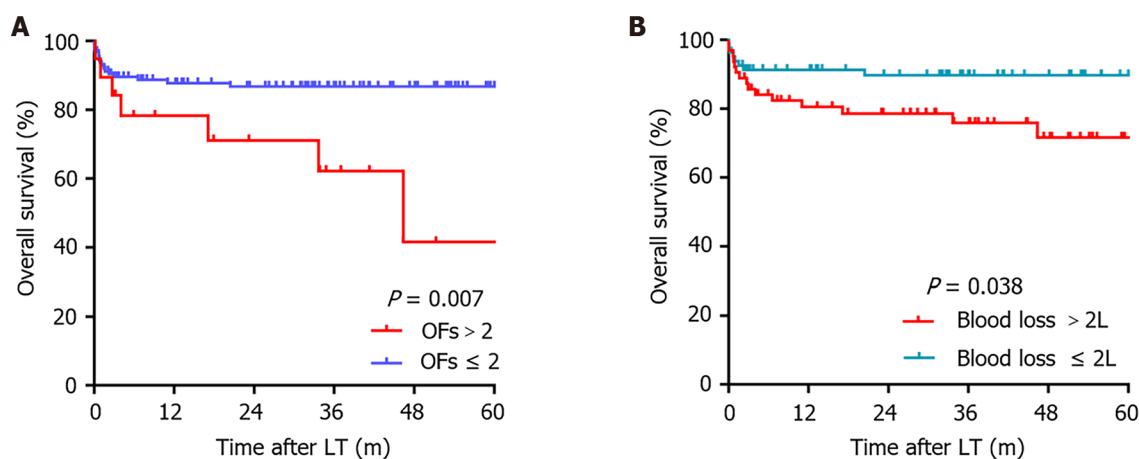 A
100
80
60
40
20
0
Overall survival (%)
P = 0.007
OFs > 2
OFs ≤ 2
0 12 24 36 48 60
Time after LT (m)
B
100
80
60
40
20
0
Overall survival (%)
P = 0.038
Blood loss > 2L
Blood loss ≤ 2L
0 12 24 36 48 60
Time after LT (m)